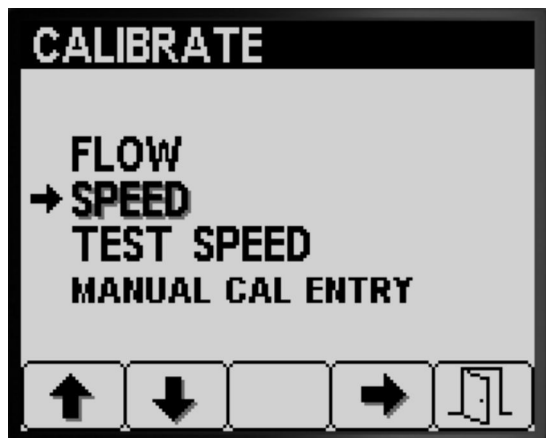 CALIBRATE
FLOW
SPEED
TEST SPEED
MANUAL CAL ENTRY